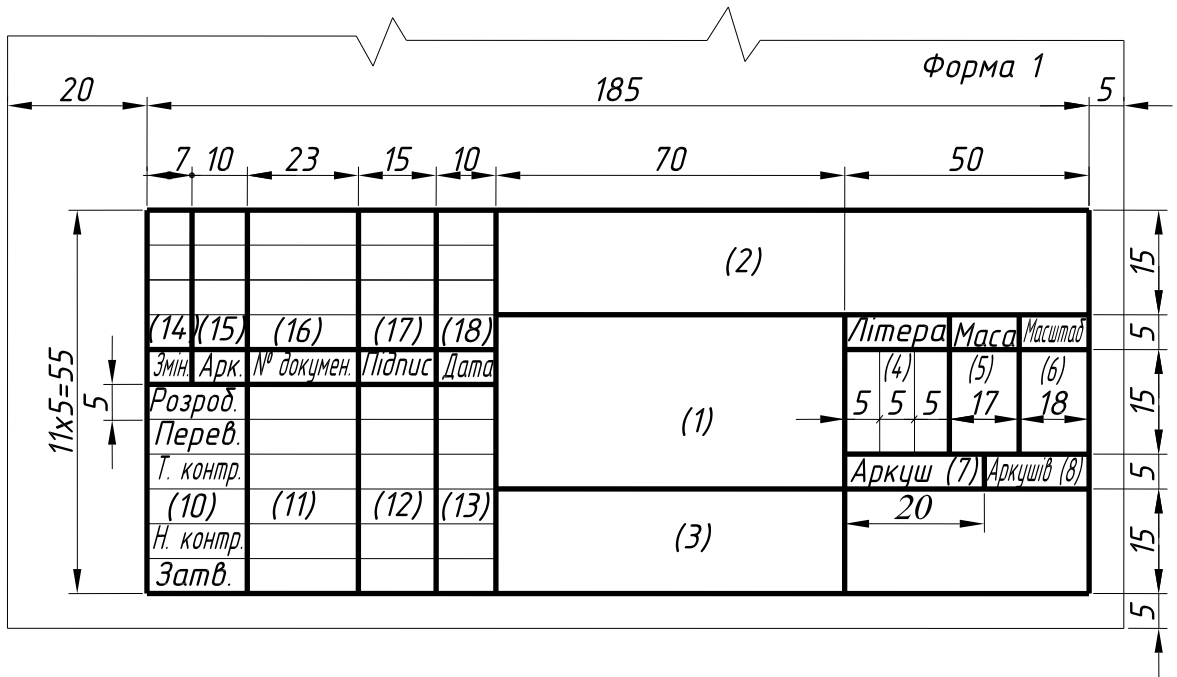 Форма 1
20 185 5
7 10 23 15 10 70 50
(2)
15
(14) (15) (16) (17) (18)
Літера Маса Масштаб
5
Змін. Арк. № докумен. Підпис Дата
(4) (5) (6)
11x5=55
5
Розроб.
5 5 5 17 18
15
(1)
Перев.
Т. контр.
Аркуш (7) Аркушів (8)
5
(10) (11) (12) (13)
20
Н. контр.
(3)
15
Затв.
5